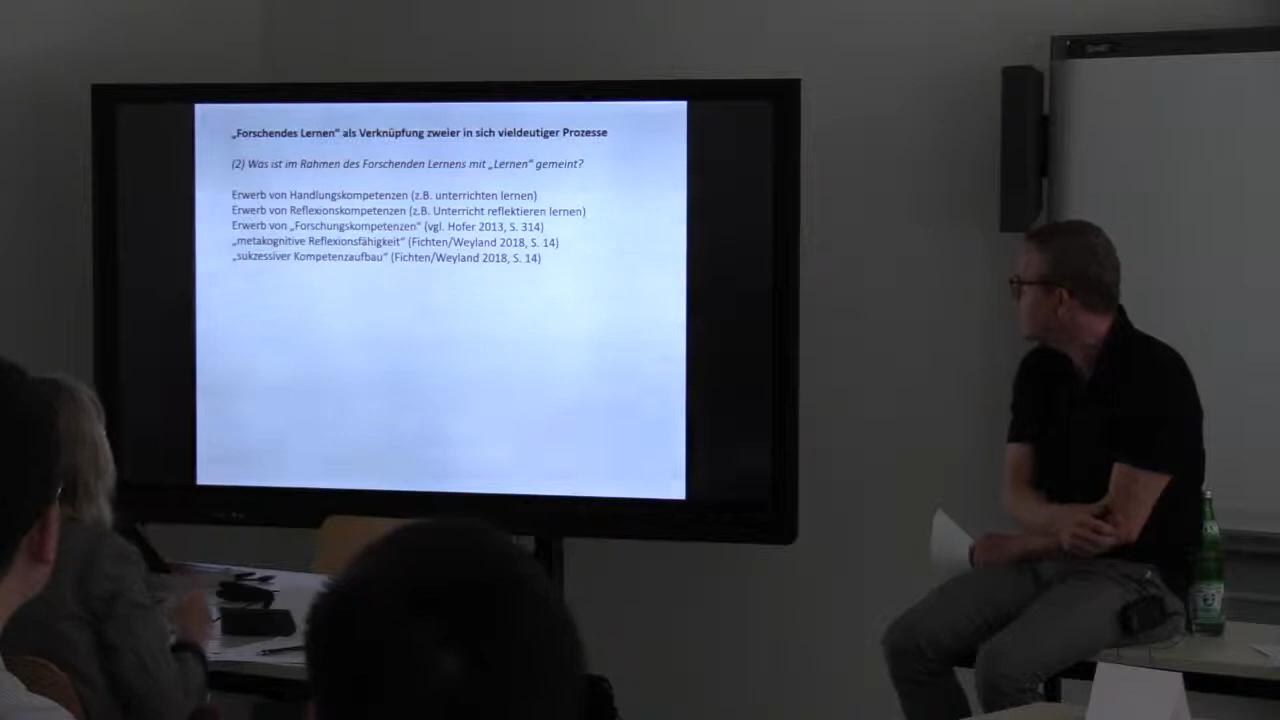 „Forschendes Lernen“ als Verknüpfung zweier in sich vieldeutiger Prozesse
(2) Was ist im Rahmen des Forschenden Lernens mit „Lernen“ gemeint?
Erwerb von Handlungskompetenzen (z.B. unterrichten lernen)
Erwerb von Reflexionskompetenzen (z.B. Unterricht reflektieren lernen)
Erwerb von „Forschungskompetenzen“ (vgl. Hofer 2013, S. 314)
„metakognitive Reflexionsfähigkeit“ (Fichten/Weyland 2018, S. 14)
„sukzessiver Kompetenzaufbau“ (Fichten/Weyland 2018, S. 14)